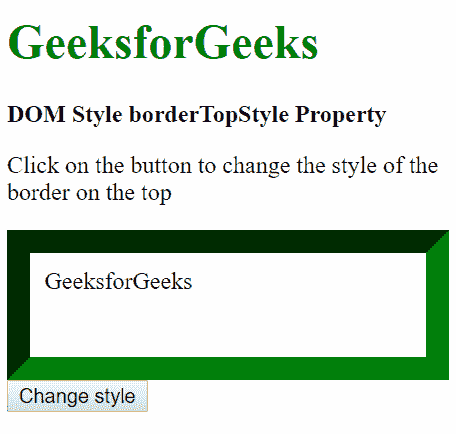 GeeksforGeeks
DOM Style borderTopStyle Property
Click on the button to change the style of the
border on the top
GeeksforGeeks
Change style